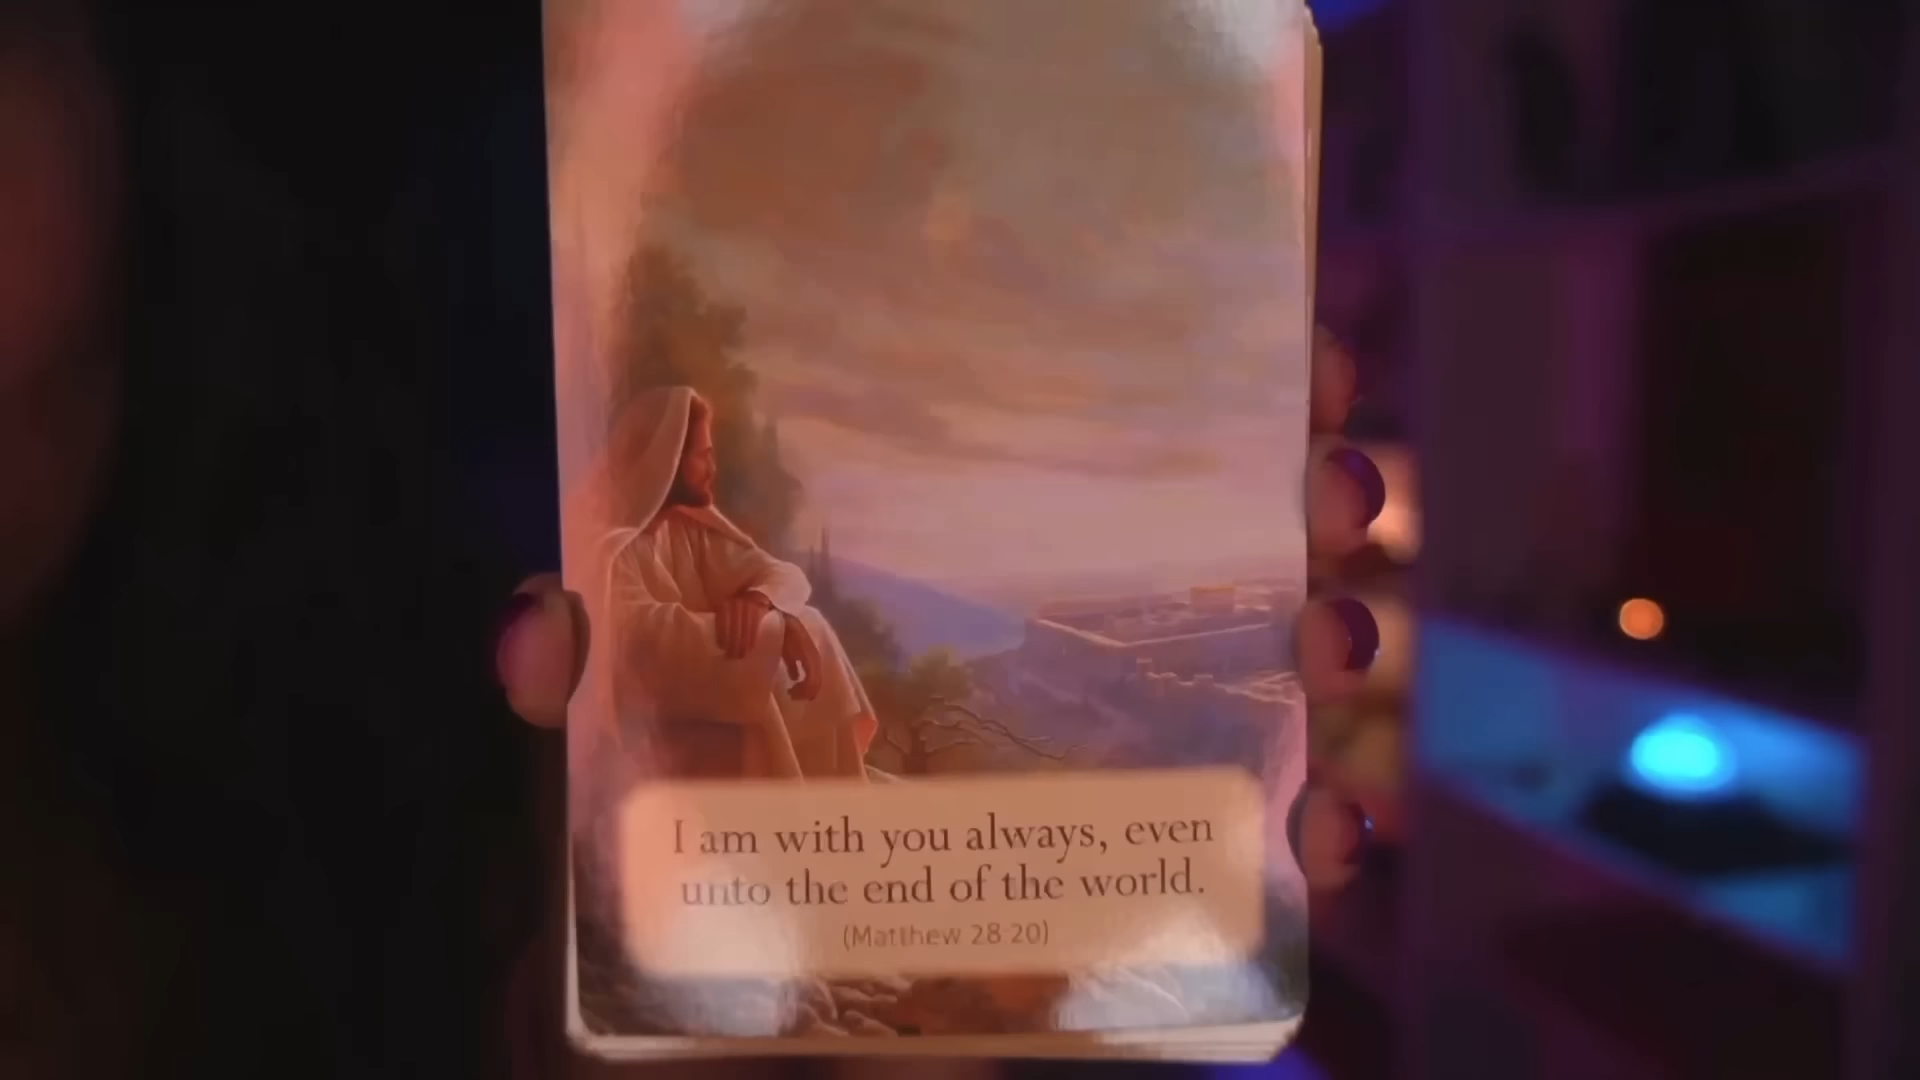 I am with you always, even
unto the end of the world.
(Matthew 28:20)